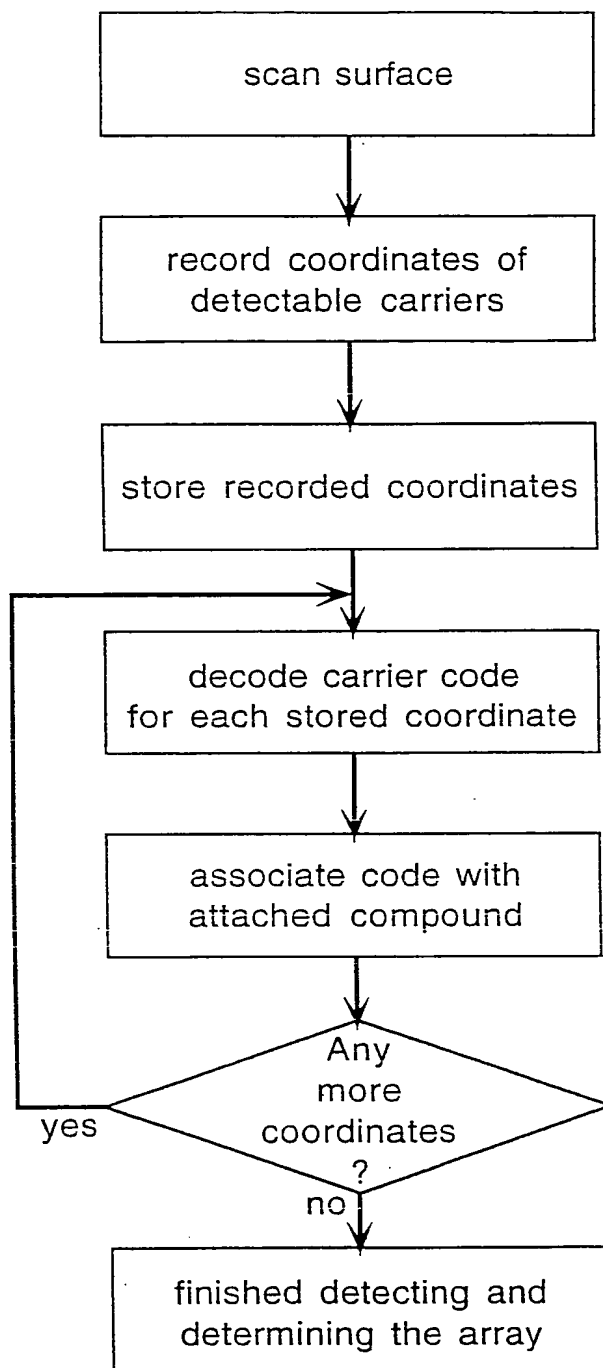 scan surface
record coordinates of
detectable carriers
store recorded coordinates
decode carrier code
for each stored coordinate
associate code with
attached compound
Any
more
coordinates
?
yes
no
finished detecting and
determining the array